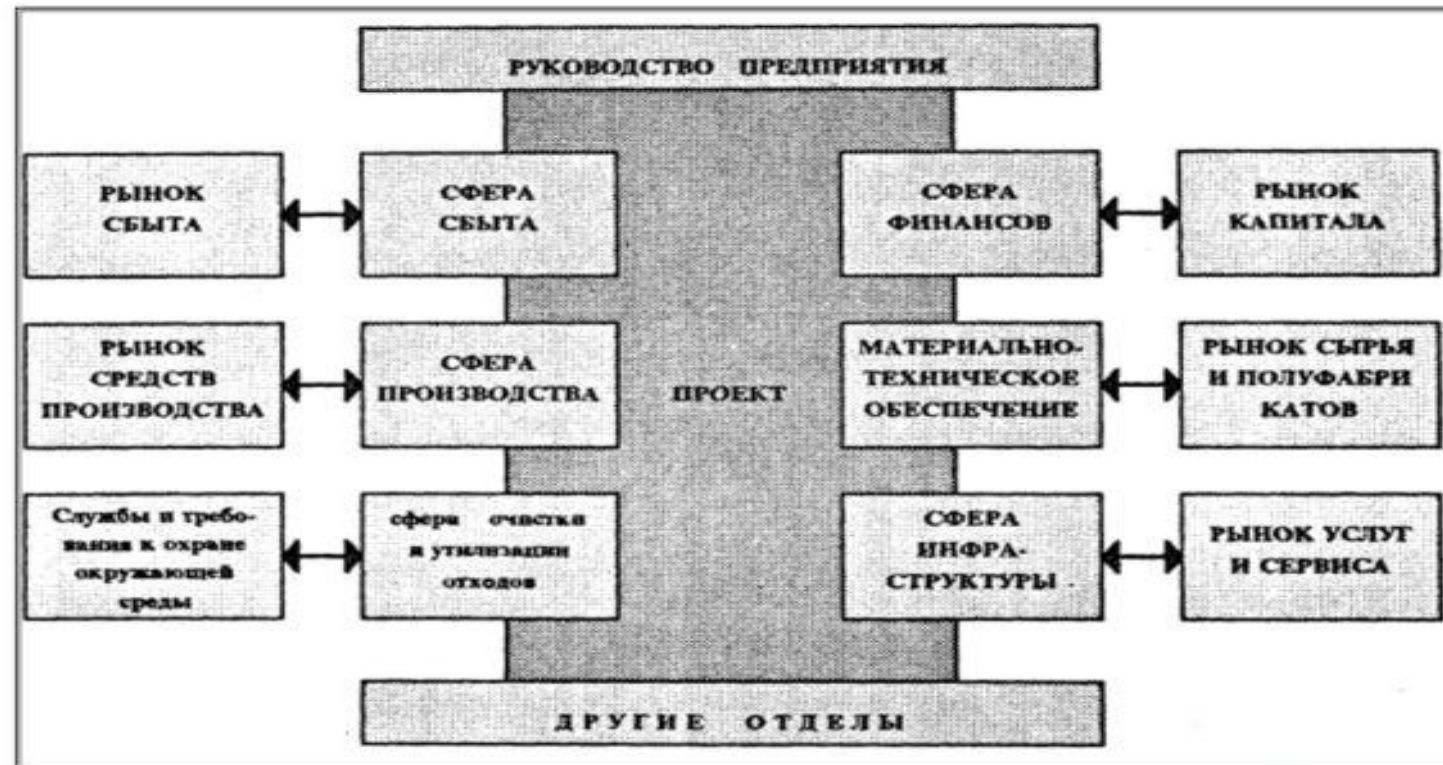 РУКОВОДСТВО ПРЕДПРИЯТИЯ
РЫНОК
СБЫТА
СФЕРА
СБЫТА
СФЕРА
ФИНАНСОВ
РЫНОК
КАПИТАЛА
РЫНОК
СРЕДСТВ
ПРОИЗВОДСТВА
СФЕРА
ПРОИЗВОДСТВА
ПРОЕКТ
МАТЕРИАЛЬНО-
ТЕХНИЧЕСКОЕ
ОБЕСПЕЧЕНИЕ
РЫНОК СЫРЬЯ
И ПОЛУФАБРИ
КАТОВ
Службы и требо-
вания к охране
окружающей
среды
сфера очистки
и утилизации
отходов
СФЕРА
ИНФРА-
СТРУКТУРЫ
РЫНОК УСЛУГ
И СЕРВИСА
ДРУГИЕ ОТДЕЛЫ